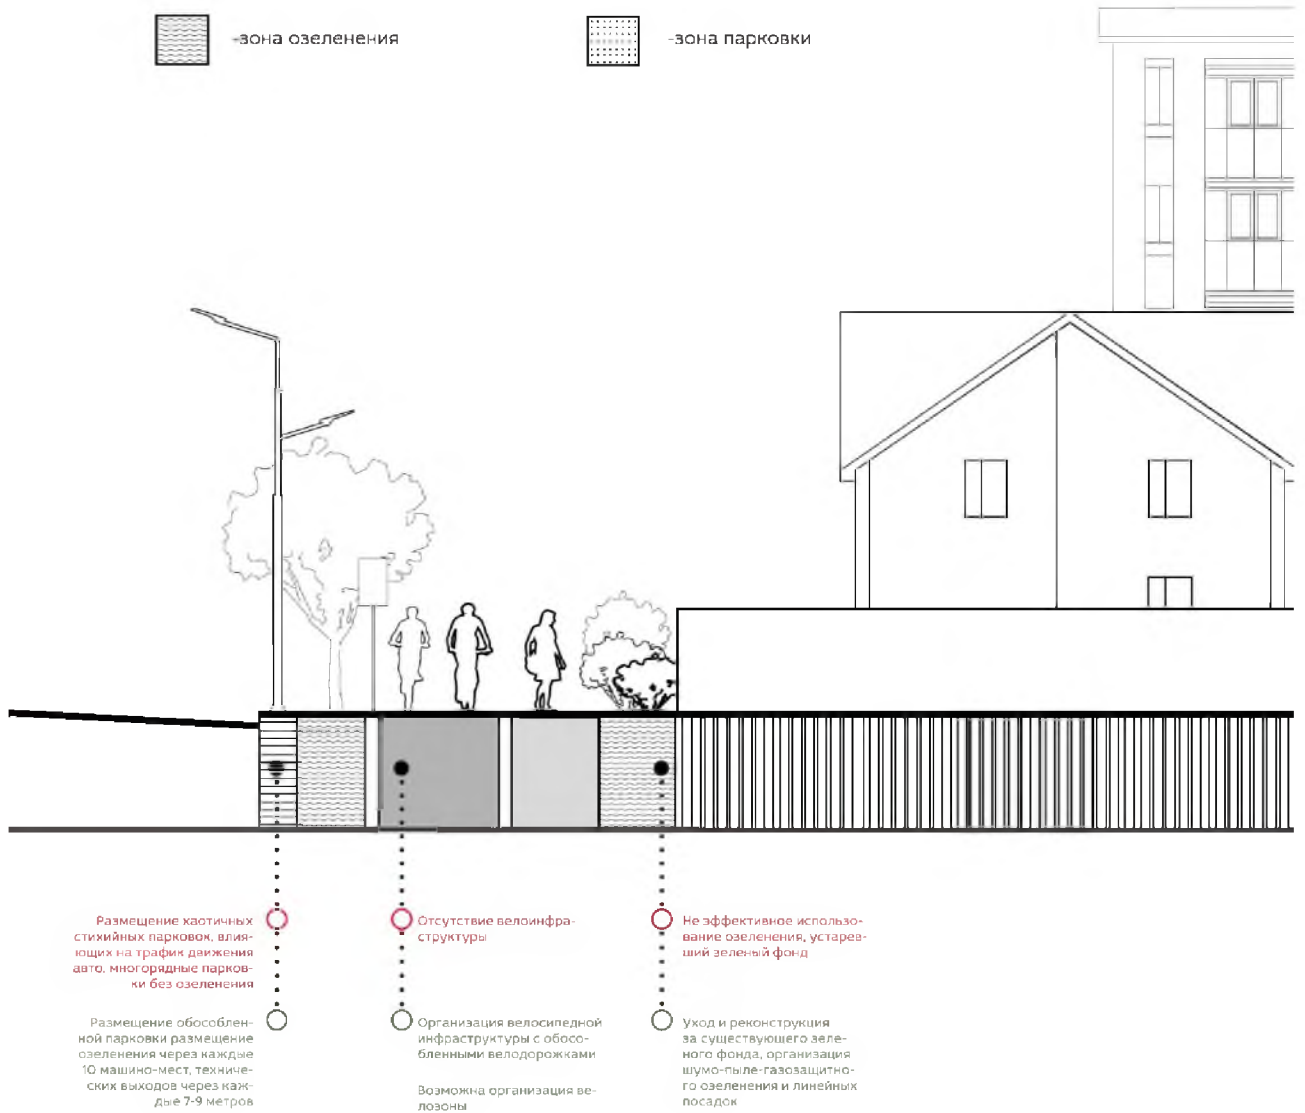 -зона озеленения
-зона парковки
Размещение хаотичных
стихийных парковок, влия-
ющих на трафик движения
авто, многорядные парков-
ки без озеленения
Отсутствие велоинфра-
структуры
Не эффективное использо-
вание озеленения, устарев-
ший зеленый фонд
Размещение обособлен-
ной парковки размещение
озеленения через каждые
10 машино-мест, техниче-
ских выходов через каж-
дые 7-9 метров
Организация велосипедной
инфраструктуры с обосо-
бленными велодорожками
Возможна организация ве-
лозоны
Уход и реконструкция
за существующего зеле-
ного фонда, организация
шумо-пыле-газозащитно-
го озеленения и линейных
посадок